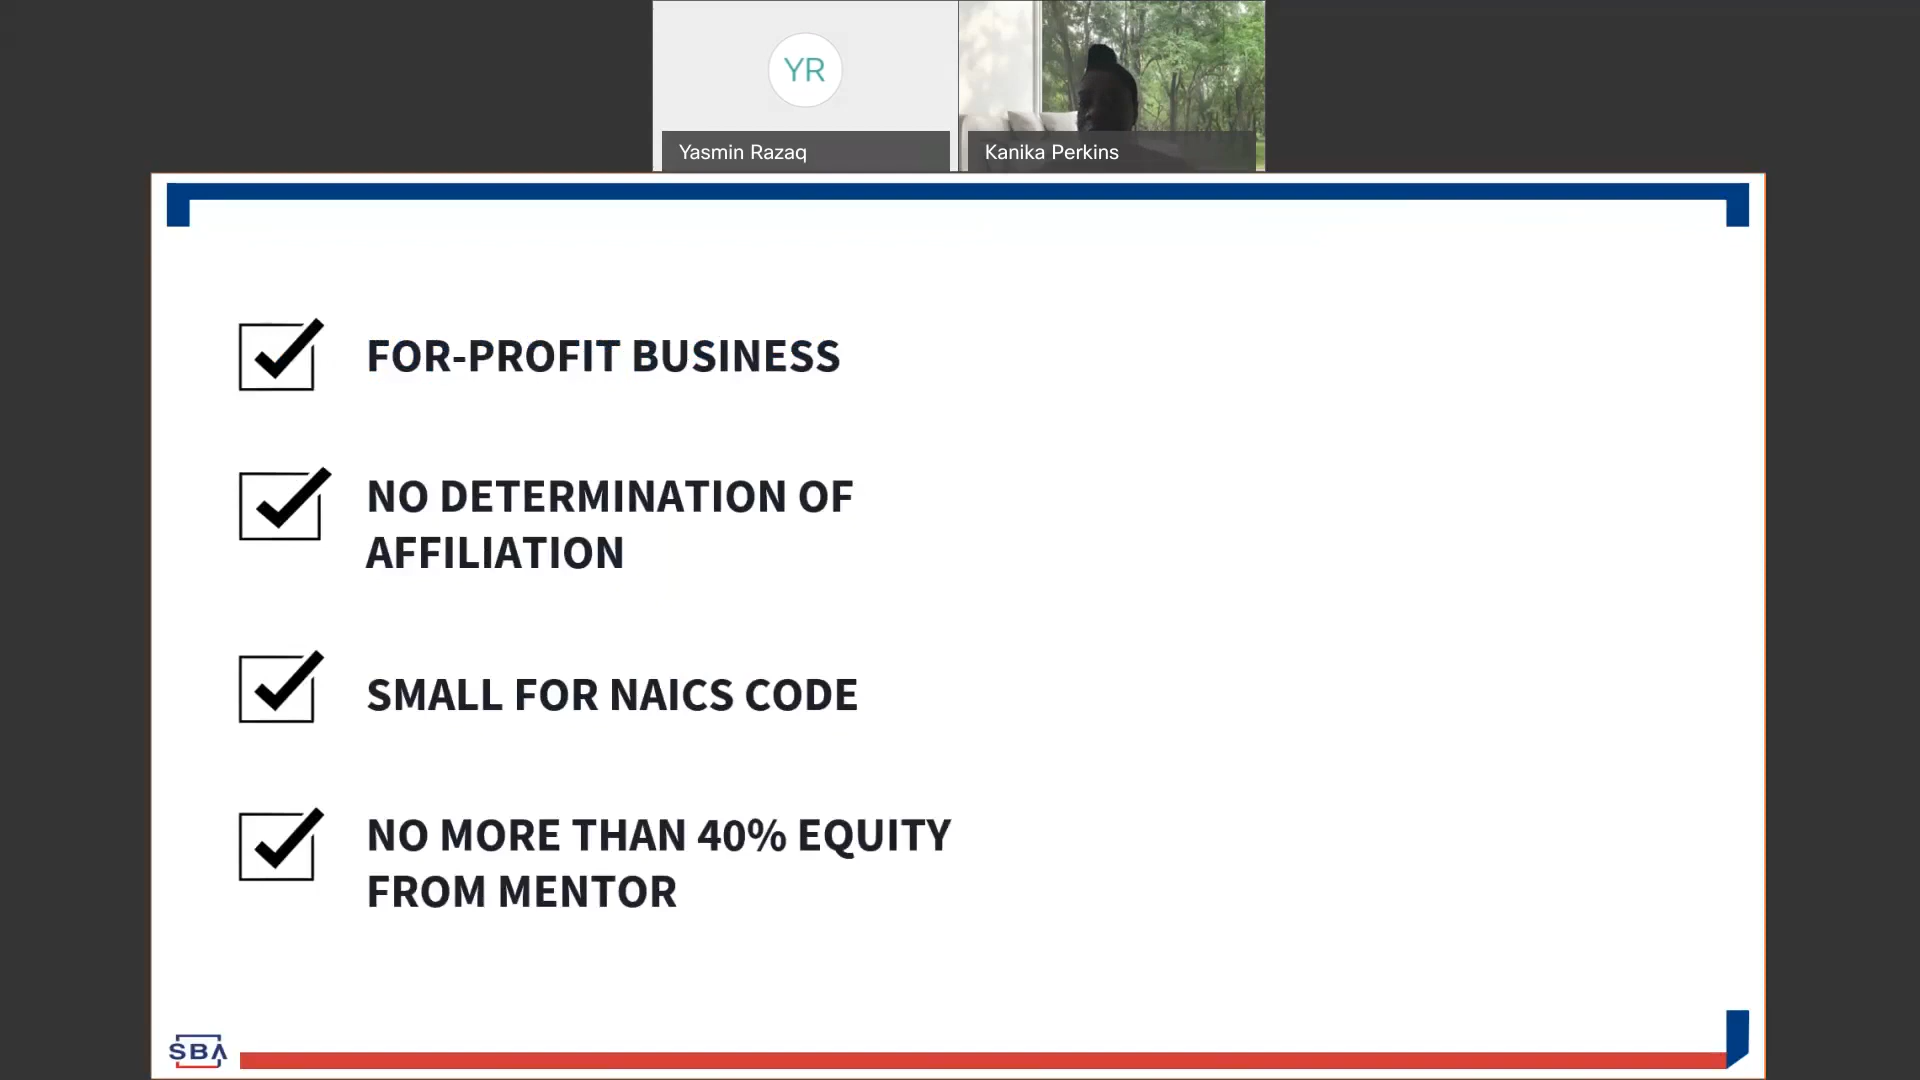 YR
Yasmin Razaq
Kanika Perkins
FOR-PROFIT BUSINESS
NO DETERMINATION OF
AFFILIATION
SMALL FOR NAICS CODE
NO MORE THAN 40% EQUITY
FROM MENTOR
SBA